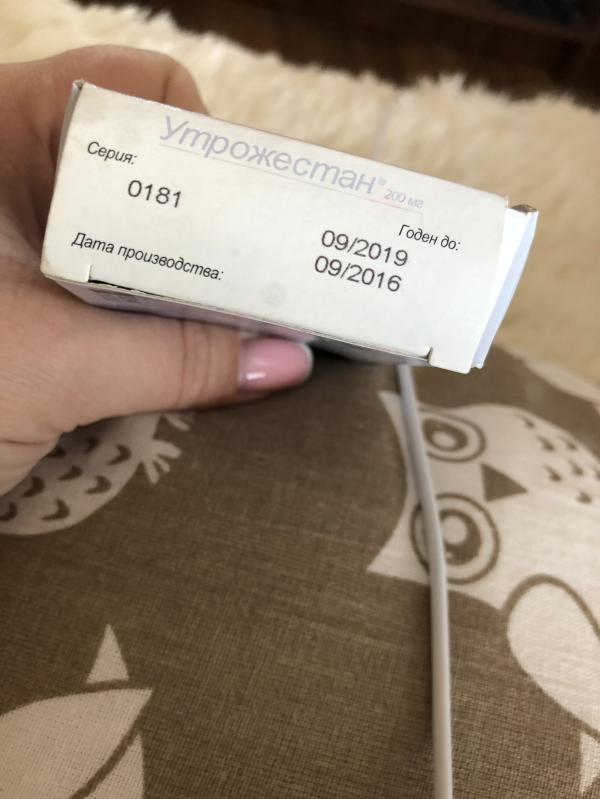 Утрожестан® 200 мг
Серия:
0181
Годен до:
09/2019
Дата производства:
09/2016